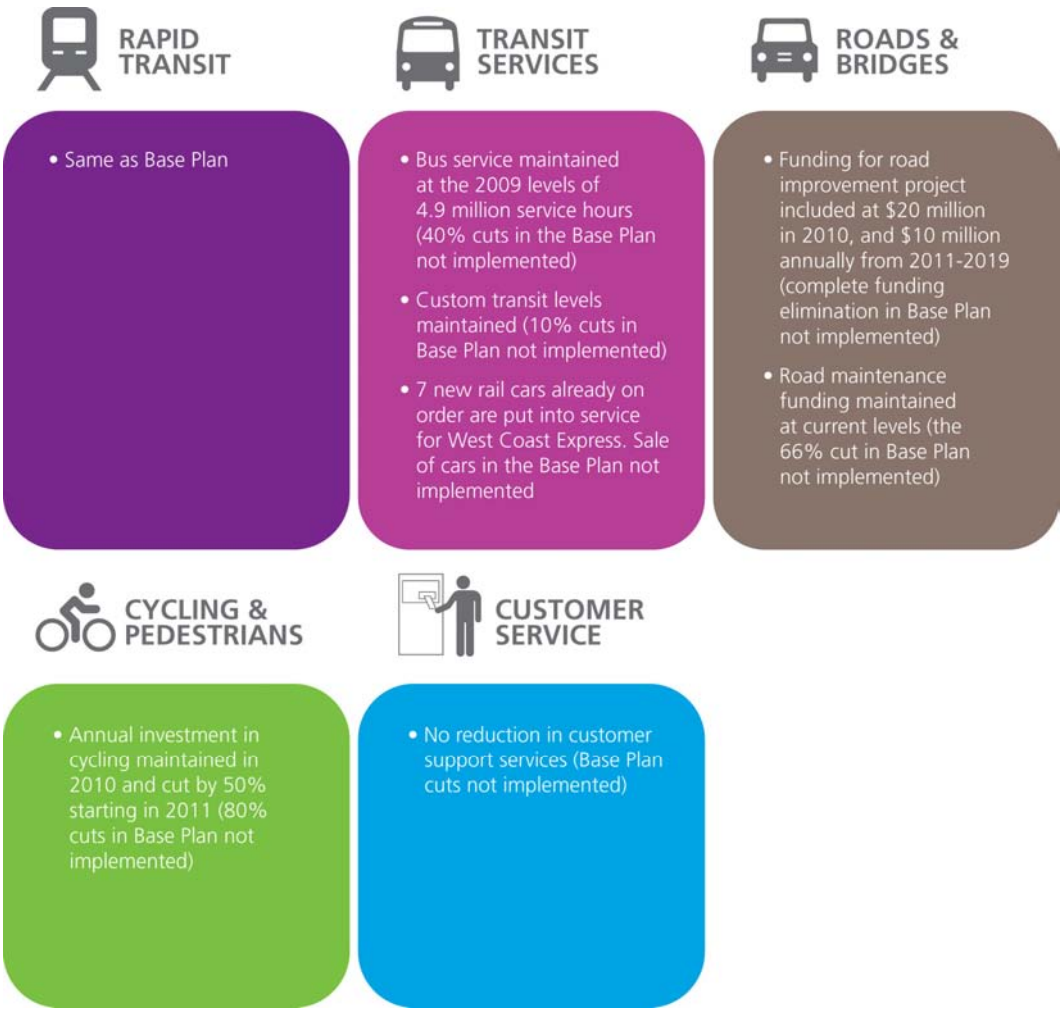 RAPID
TRANSIT
• Same as Base Plan
TRANSIT
SERVICES
• Bus service maintained
at the 2009 levels of
4.9 million service hours
(40% cuts in the Base Plan
not implemented)
• Custom transit levels
maintained (10% cuts in
Base Plan not implemented)
• 7 new rail cars already on
order are put into service
for West Coast Express. Sale
of cars in the Base Plan not
implemented
ROADS &
BRIDGES
• Funding for road
improvement project
included at $20 million
in 2010, and $10 million
annually from 2011-2019
(complete funding
elimination in Base Plan
not implemented)
• Road maintenance
funding maintained
at current levels (the
66% cut in Base Plan
not implemented)
CYCLING &
PEDESTRIANS
• Annual investment in
cycling maintained in
2010 and cut by 50%
starting in 2011 (80%
cuts in Base Plan not
implemented)
CUSTOMER
SERVICE
• No reduction in customer
support services (Base Plan
cuts not implemented)